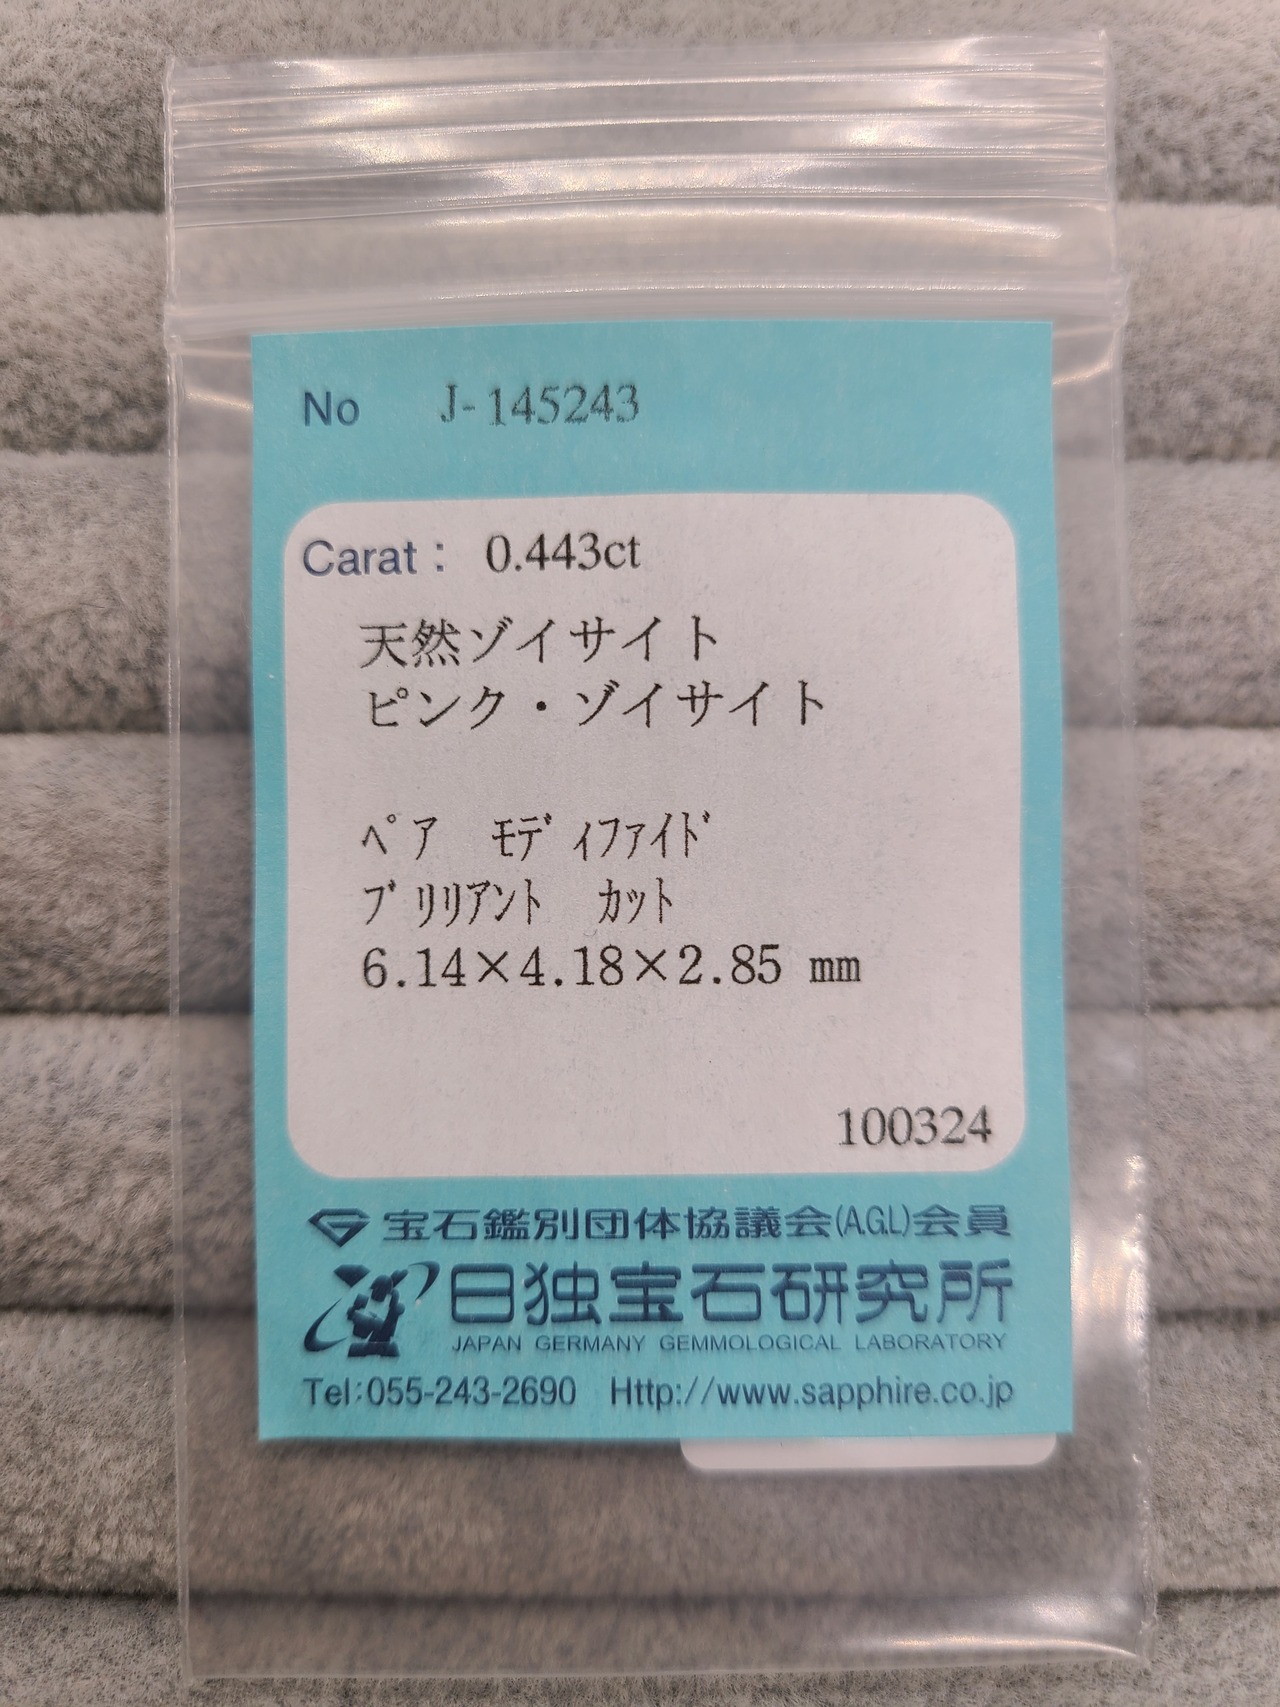 No J-145243
Carat： 0.443ct
天然ゾイサイト
ピンク・ゾイサイト
ﾍﾟｱ ﾓﾃﾞｨﾌｧｲﾄﾞ
ﾌﾞﾘﾘｱﾝﾄ ｶｯﾄ
6.14×4.18×2.85 mm
100324
宝石鑑別団体協議会(A.G.L)会員
日独宝石研究所
JAPAN GERMANY GEMMOLOGICAL LABORATORY
Tel:055-243-2690 Http://www.sapphire.co.jp